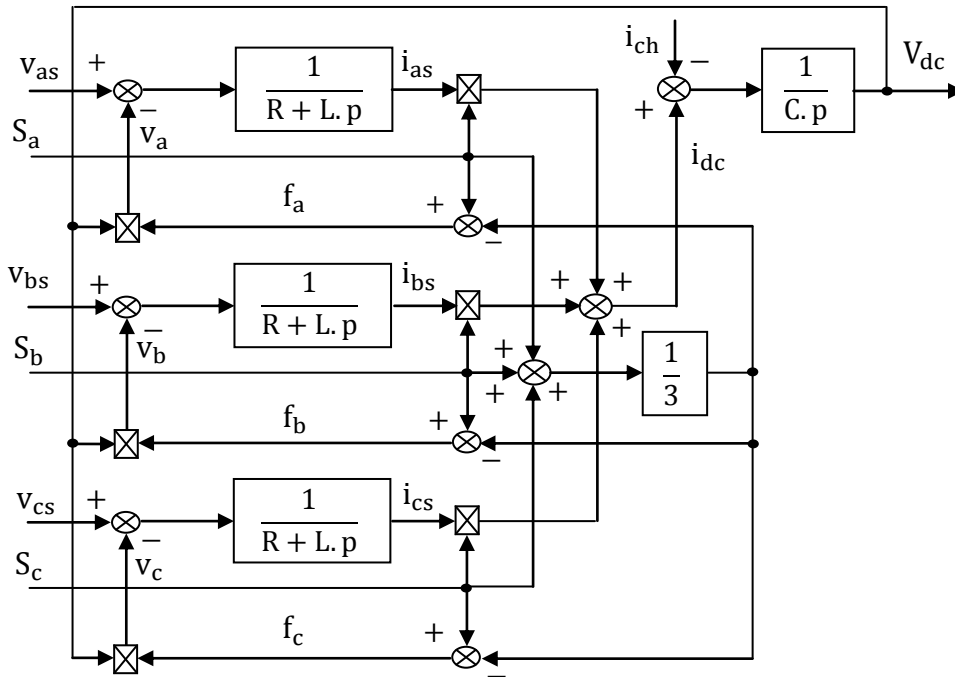 i_ch − V_dc
v_as + − 1 / R + L. p i_as + 1 / C. p
S_a v_a i_dc
f_a + −
v_bs + − 1 / R + L. p i_bs + + +
S_b v_b + + + 1 / 3
f_b + −
v_cs + − 1 / R + L. p i_cs
S_c v_c
f_c + −